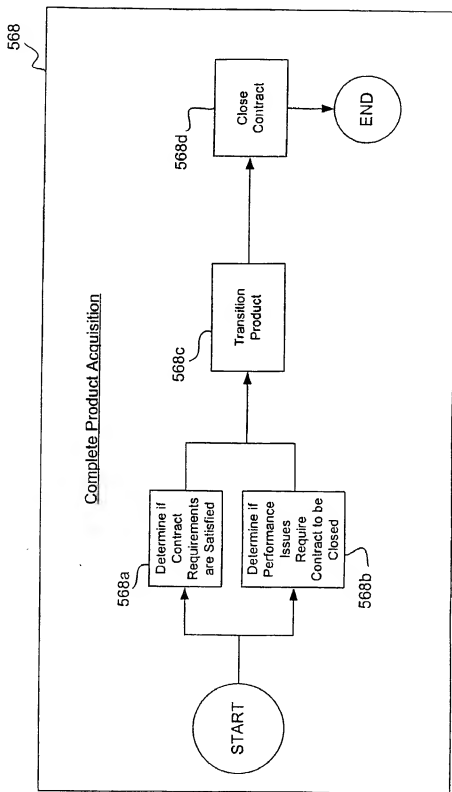 568
Complete Product Acquisition
START
568a
Determine if
Contract
Requirements
are Satisfied
Determine if
Performance
Issues
Require
Contract to be
Closed
568b
568c
Transition
Product
568d
Close
Contract
END